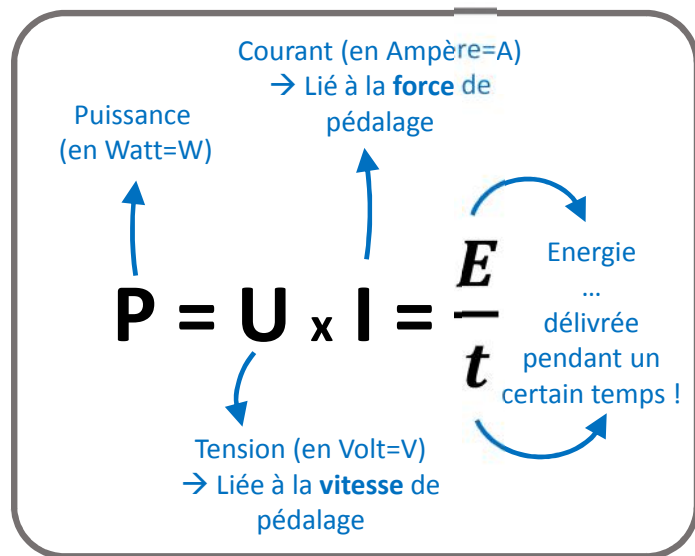 Courant (en Ampère=A)
→ Lié à la force de
pédalage
Puissance
(en Watt=W)
P = U x I = E
t
Energie
...
délivrée
pendant un
certain temps !
Tension (en Volt=V)
→ Liée à la vitesse de
pédalage